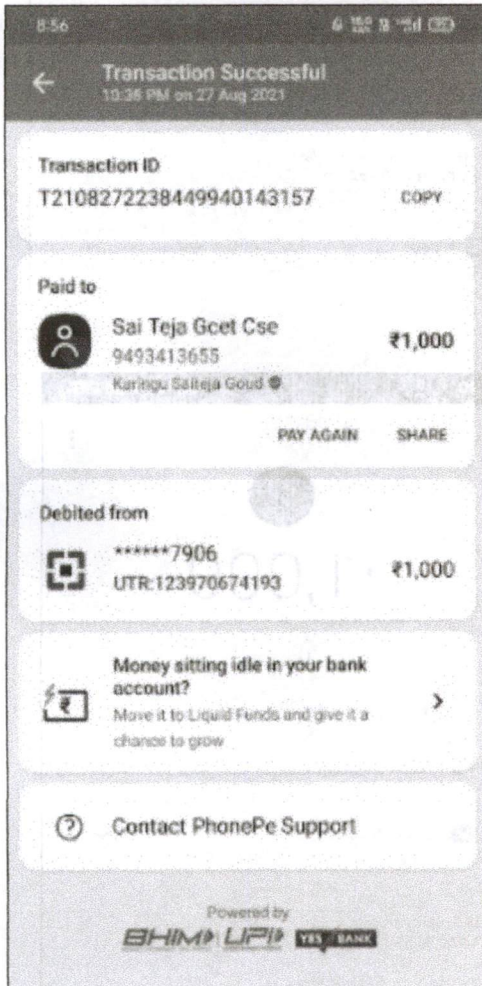 8:56
Transaction Successful
10:38 PM on 27 Aug 2021
Transaction ID
T2108272238449940143157
COPY
Paid to
Sai Teja Gcet Cse
9493413655
₹1,000
Karingu Saiteja Goud
PAY AGAIN SHARE
Debited from
******7906
UTR:123970674193
₹1,000
Money sitting idle in your bank
account?
Move it to Liquid Funds and give it a
chance to grow
Contact PhonePe Support
Powered by
BHIM UPI YES BANK